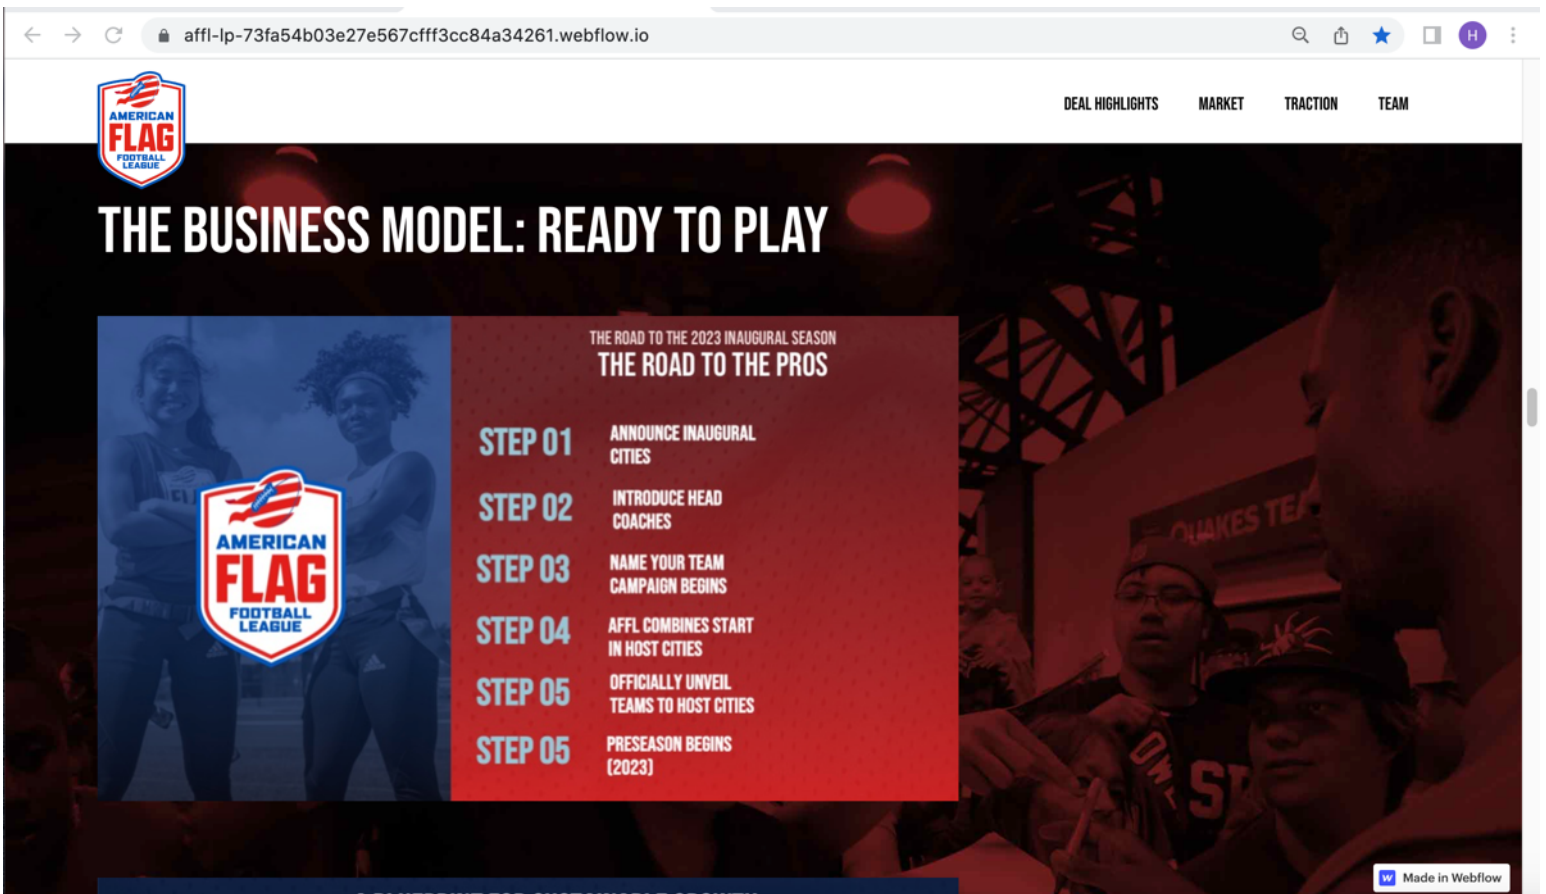 affl-lp-73fa54b03e27e567cfff3cc84a34261.webflow.io
H
AMERICAN
FLAG
FOOTBALL
LEAGUE
DEAL HIGHLIGHTS
MARKET
TRACTION
TEAM
THE BUSINESS MODEL: READY TO PLAY
THE ROAD TO THE 2023 INAUGURAL SEASON
THE ROAD TO THE PROS
STEP 01
ANNOUNCE INAUGURAL
CITIES
STEP 02
INTRODUCE HEAD
COACHES
STEP 03
NAME YOUR TEAM
CAMPAIGN BEGINS
STEP 04
AFFL COMBINES START
IN HOST CITIES
STEP 05
OFFICIALLY UNVEIL
TEAMS TO HOST CITIES
STEP 05
PRESEASON BEGINS
(2023)
AMERICAN
FLAG
FOOTBALL
LEAGUE
QUAKES
Made in Webflow